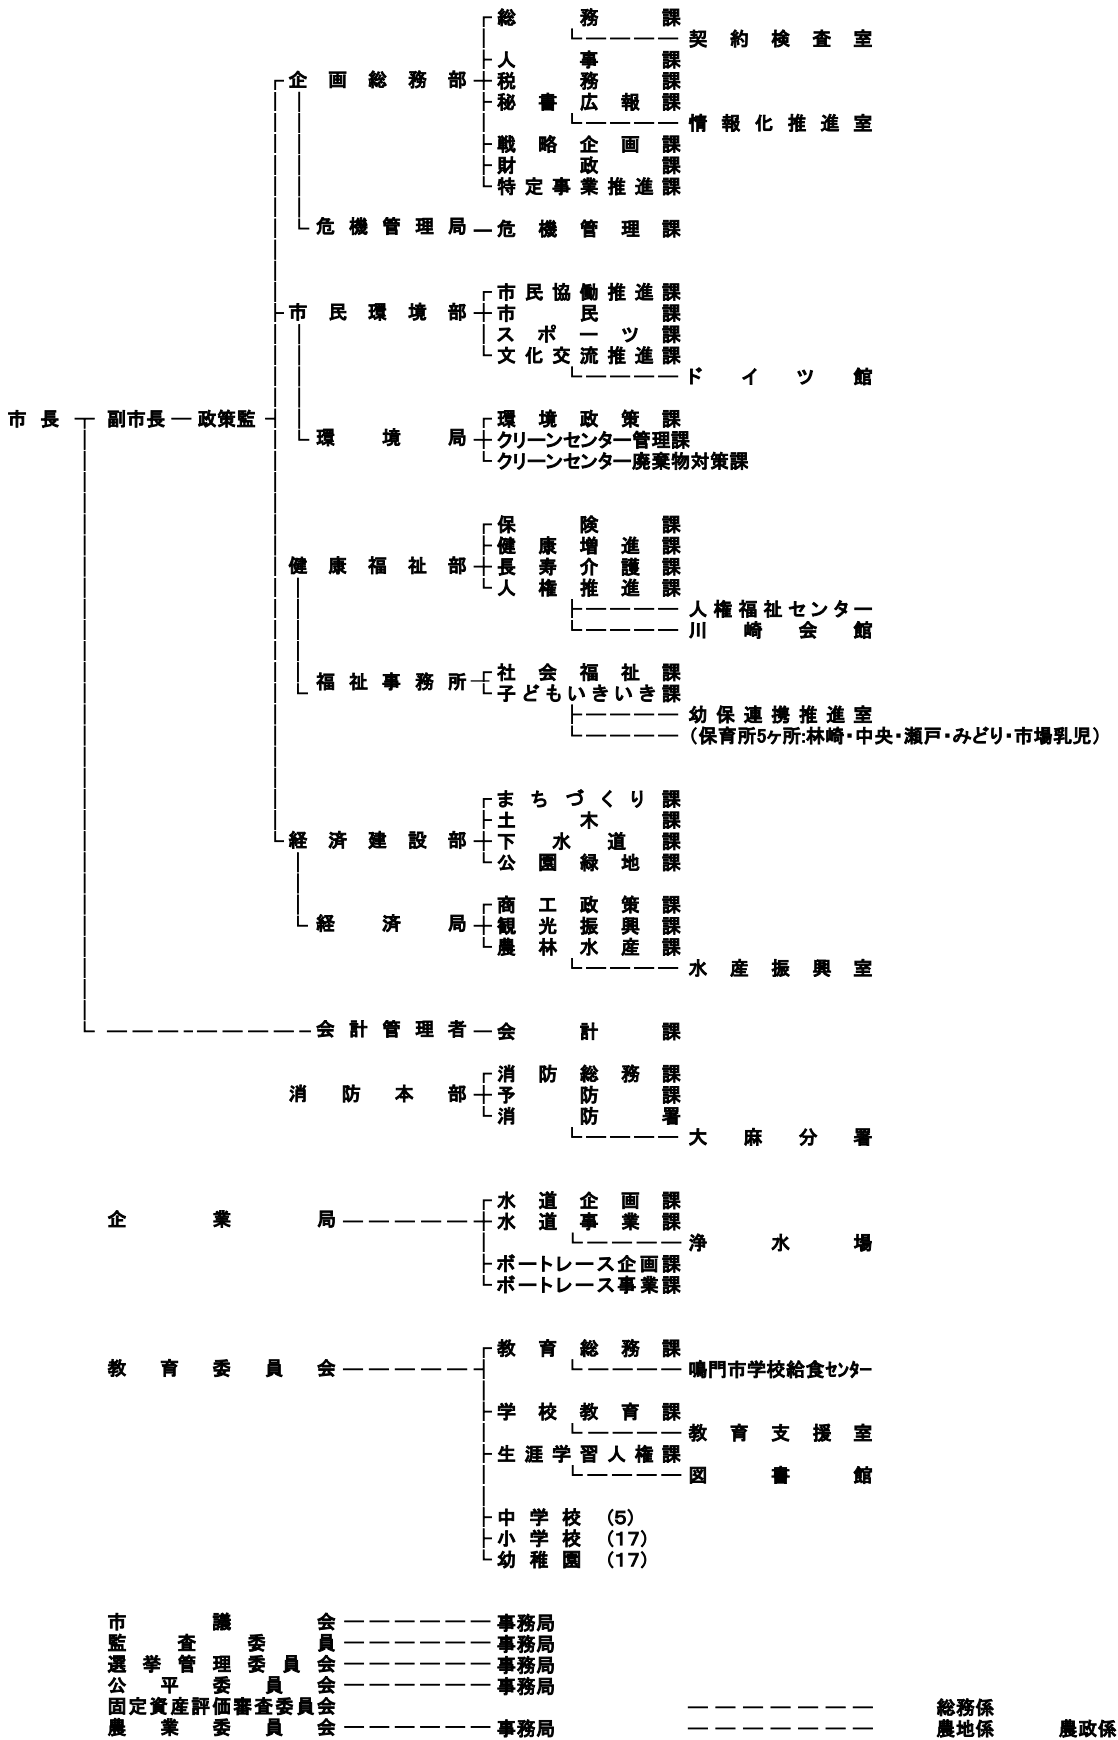 総務課
契約検査室
人事課
企画総務部 税務課
秘書広報課
情報化推進室
戦略企画課
財政課
特定事業推進課
危機管理局 危機管理課
市民協働推進課
市民環境部 市民課
スポーツ課
文化交流推進課
ドイツ館
市長 副市長 政策監 環境政策課
環境局 クリーンセンター管理課
クリーンセンター廃棄物対策課
保険課
健康増進課
健康福祉部 長寿介護課
人権推進課
人権福祉センター
川崎会館
社会福祉課
福祉事務所
子どもいきいき課
幼保連携推進室
（保育所5ヶ所:林崎・中央・瀬戸・みどり・市場乳児）
まちづくり課
土木課
経済建設部 下水道課
公園緑地課
商工政策課
経済局 観光振興課
農林水産課
水産振興室
会計管理者 会計課
消防総務課
消防本部 予防課
消防署
大麻分署
水道企画課
企業局 水道事業課
浄水場
ボートレース企画課
ボートレース事業課
教育総務課
教育委員会 鳴門市学校給食センター
学校教育課
教育支援室
生涯学習人権課
図書館
中学校（5）
小学校（17）
幼稚園（17）
市議会 事務局
監査委員 事務局
選挙管理委員会 事務局
公平委員会 事務局
固定資産評価審査委員会 総務係
農業委員会 事務局 農地係 農政係